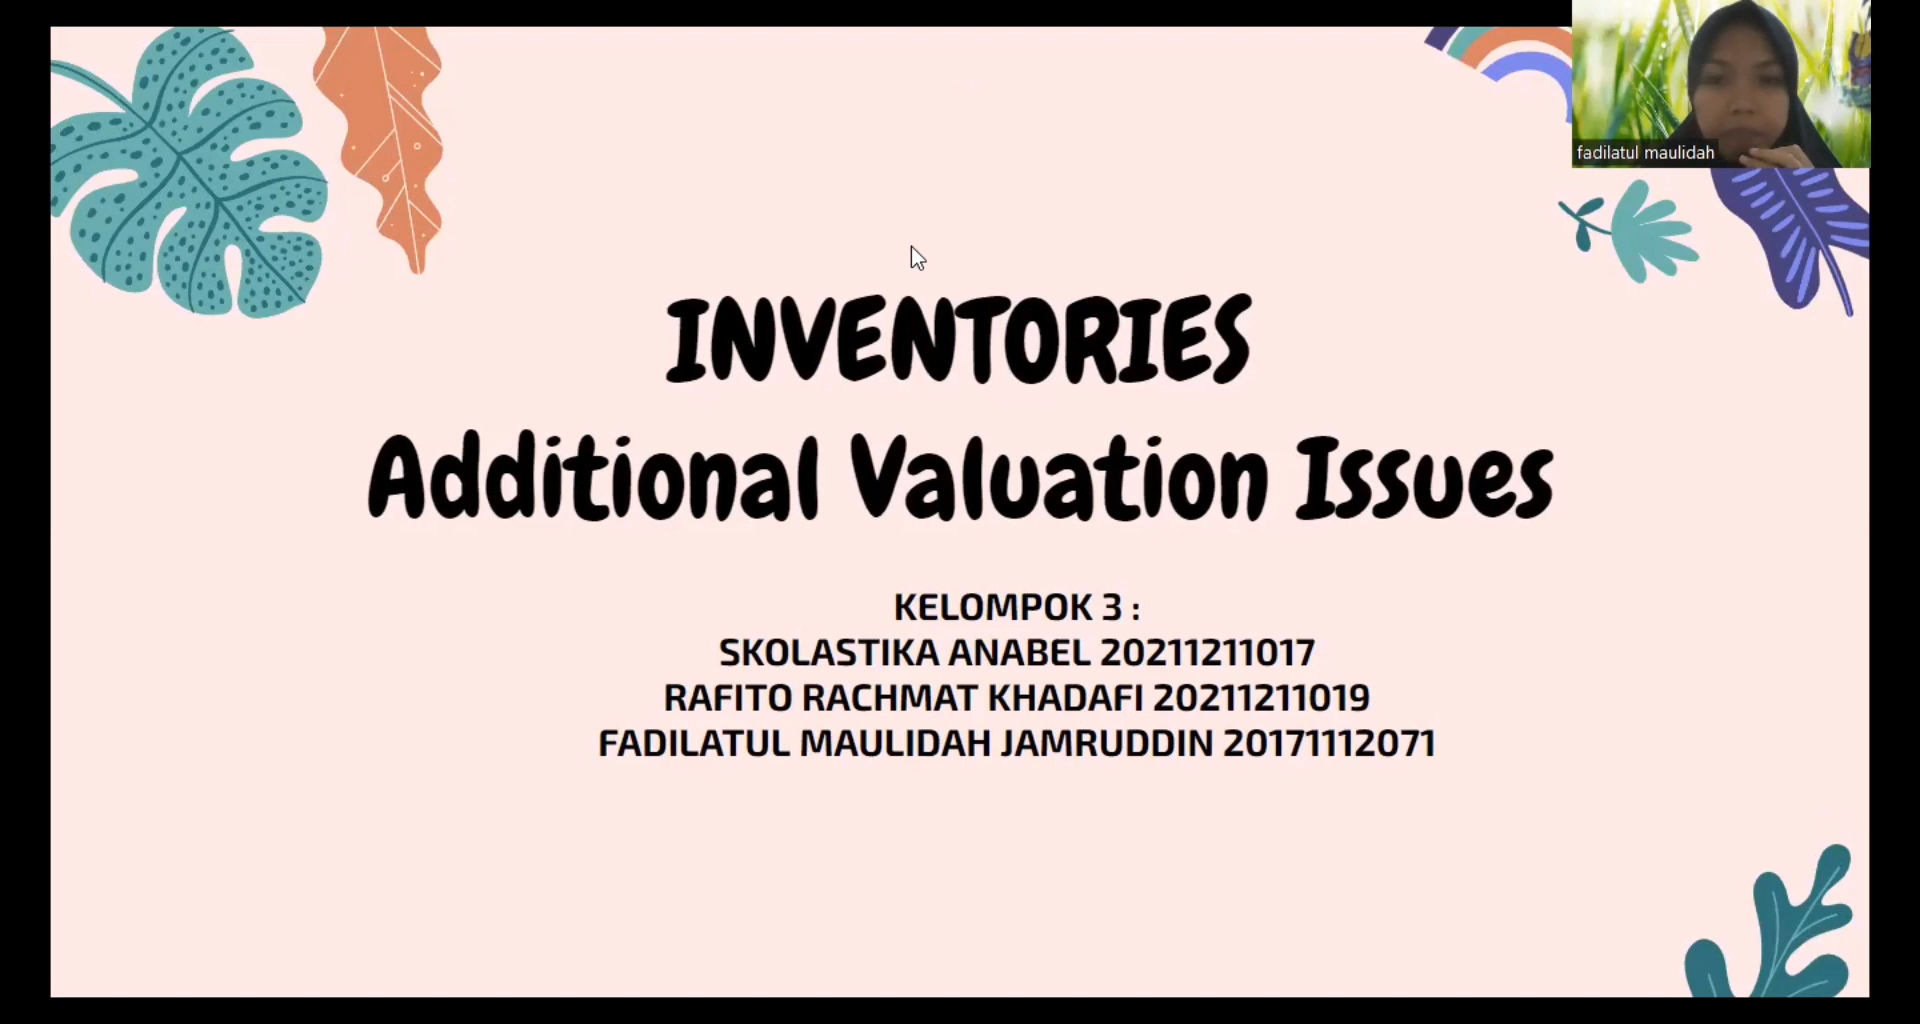 fadilatul maulidah
INVENTORIES
Additional Valuation Issues
KELOMPOK 3 :
SKOLASTIKA ANABEL 20211211017
RAFITO RACHMAT KHADAFI 20211211019
FADILATUL MAULIDAH JAMRUDDIN 20171112071